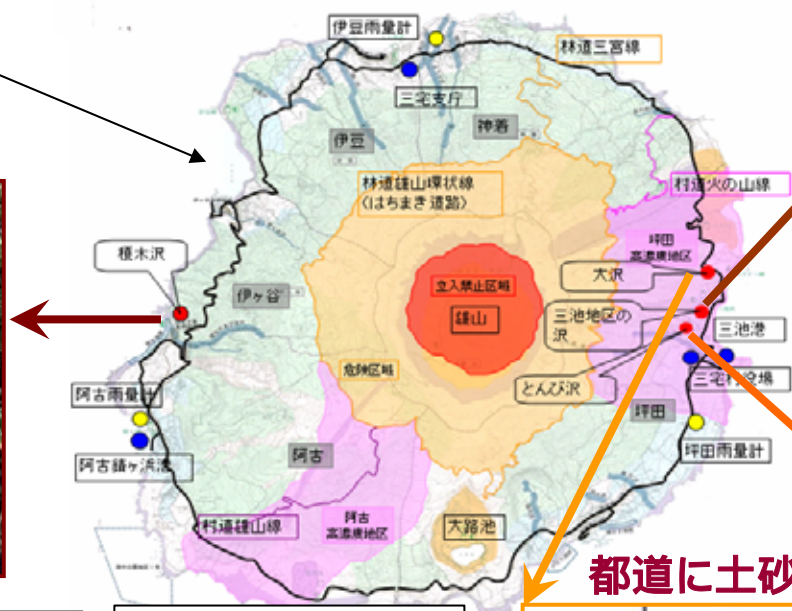 伊豆雨量計
林道三宮線
三宅支庁
神着
伊豆
林道雄山環状線
(はちまき道路)
村道火の山線
坪田
高濃度地区
榎木沢
大沢
立入禁止区域
伊ヶ谷
雄山
三池地区の
沢
三池港
危険区域
三宅村役場
とんび沢
阿古雨量計
坪田
坪田雨量計
阿古錆ヶ浜港
阿古
村道雄山線
阿古
高濃度地区
大路池
都道に土砂